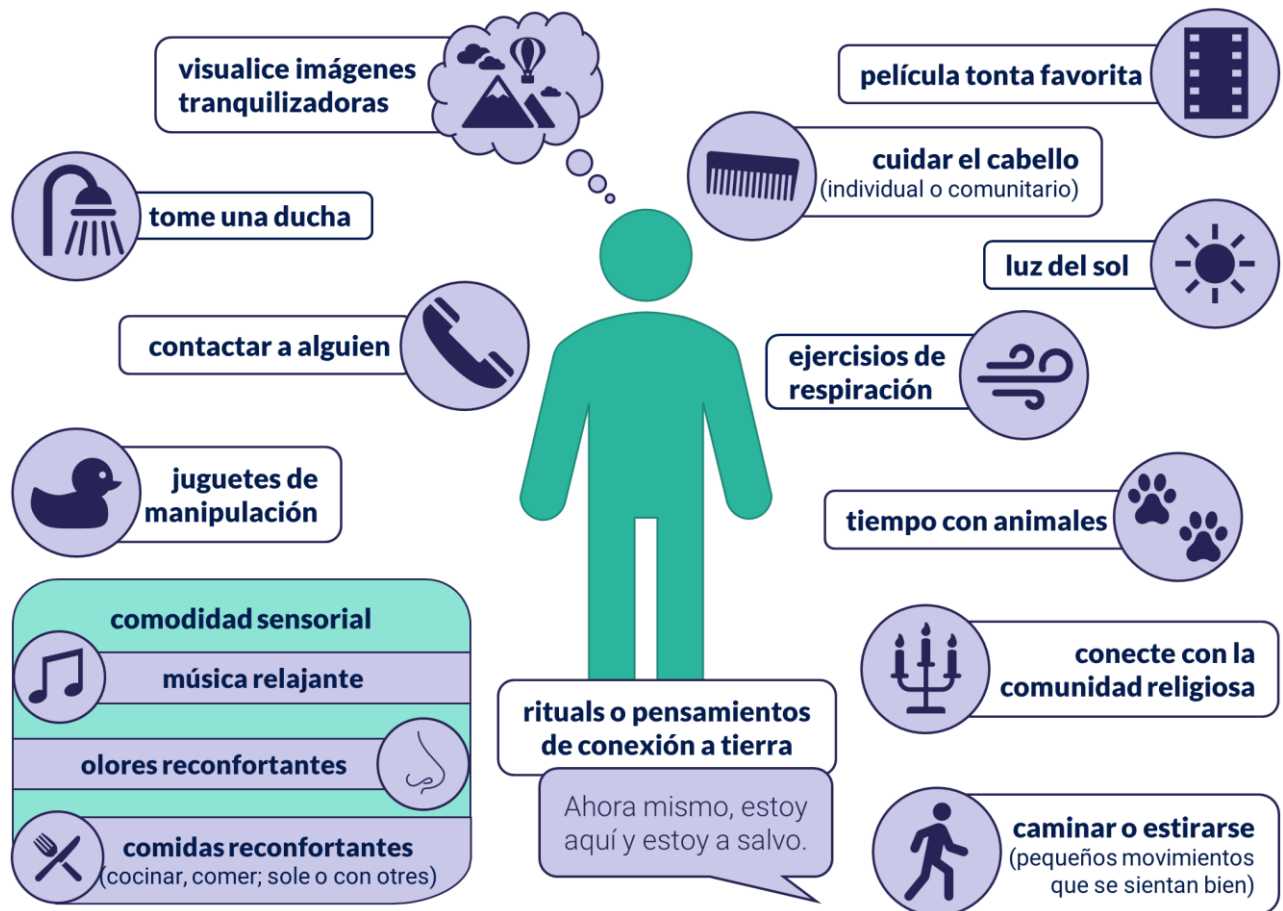 visualice imágenes
tranquilizadoras
película tonta favorita
cuidar el cabello
(individual o comunitario)
tome una ducha
luz del sol
contactar a alguien
ejercisios de
respiración
juguetes de
manipulación
tiempo con animales
comodidad sensorial
música relajante
olores reconfortantes
comidas reconfortantes
(cocinar, comer; sole o con otres)
rituals o pensamientos
de conexión a tierra
Ahora mismo, estoy
aquí y estoy a salvo.
conecte con la
comunidad religiosa
caminar o estirarse
(pequeños movimientos
que se sientan bien)